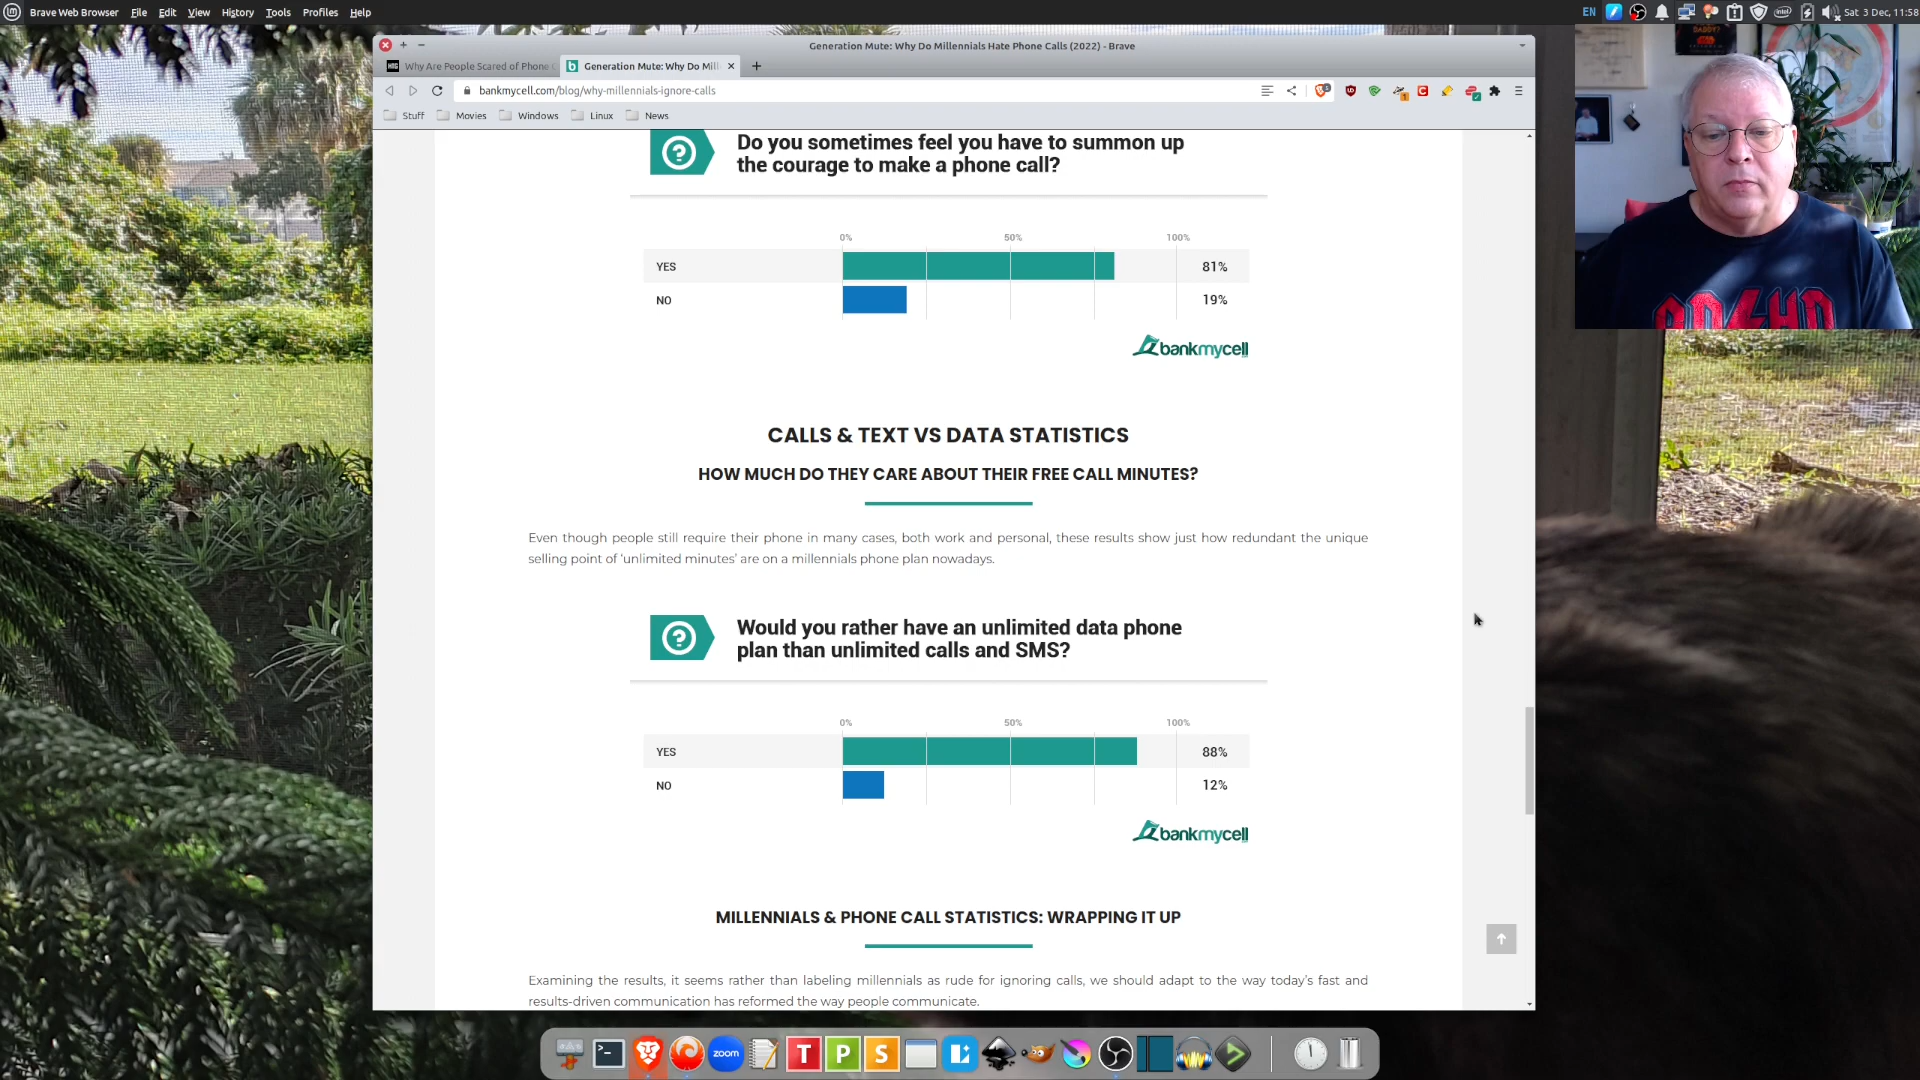 Brave Web Browser File Edit View History Tools Profiles Help
EN
Sat 3 Dec, 11:58
Generation Mute: Why Do Millennials Hate Phone Calls (2022) - Brave
Why Are People Scared of Phone
Generation Mute: Why Do Mil
bankmycell.com/blog/why-millennials-ignore-calls
Stuff Movies Windows Linux News
Do you sometimes feel you have to summon up
the courage to make a phone call?
0% 50% 100%
YES 81%
NO 19%
bankmycell
CALLS & TEXT VS DATA STATISTICS
HOW MUCH DO THEY CARE ABOUT THEIR FREE CALL MINUTES?
Even though people still require their phone in many cases, both work and personal, these results show just how redundant the unique
selling point of ‘unlimited minutes’ are on a millennials phone plan nowadays.
Would you rather have an unlimited data phone
plan than unlimited calls and SMS?
0% 50% 100%
YES 88%
NO 12%
bankmycell
MILLENNIALS & PHONE CALL STATISTICS: WRAPPING IT UP
Examining the results, it seems rather than labeling millennials as rude for ignoring calls, we should adapt to the way today’s fast and
results-driven communication has reformed the way people communicate.
zoom T P S